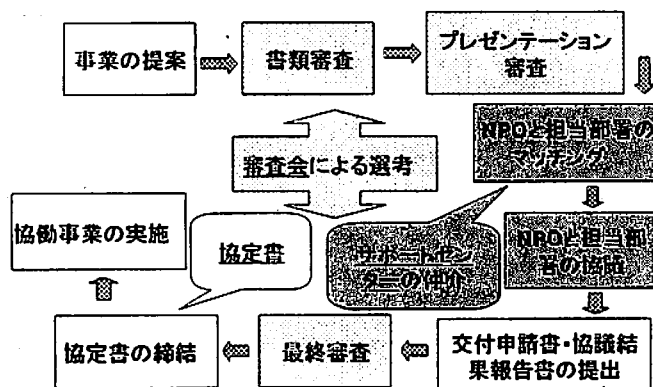 事業の提案
書類審査
プレゼンテーション
審査
NPOと担当部署の
マッチング
審査会による選考
NPOと担当部
署の協議
サポートセン
ターの仲介
協定書
協働事業の実施
交付申請書・協議結
果報告書の提出
最終審査
協定書の締結